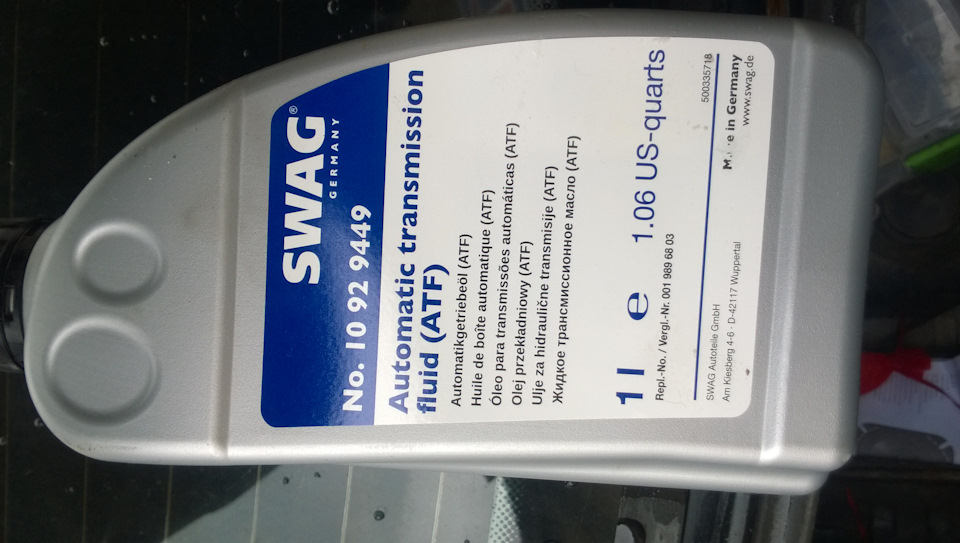 SWAG®
GERMANY
No. 10 92 9449
Automatic transmission
fluid (ATF)
Automatikgetriebeöl (ATF)
Huile de boîte automatique (ATF)
Óleo para transmissões automáticas (ATF)
Olej przekładniowy (ATF)
Ulje za hidraulične transmisije (ATF)
Жидкое трансмиссионное масло (ATF)
1 l e 1.06 US-quarts
Repl.-No. / Vergl.-Nr. 001 989 68 03
500335718
SWAG Autoteile GmbH
Am Kiesberg 4-6 · D-42117 Wuppertal
in Germany
www.swag.de